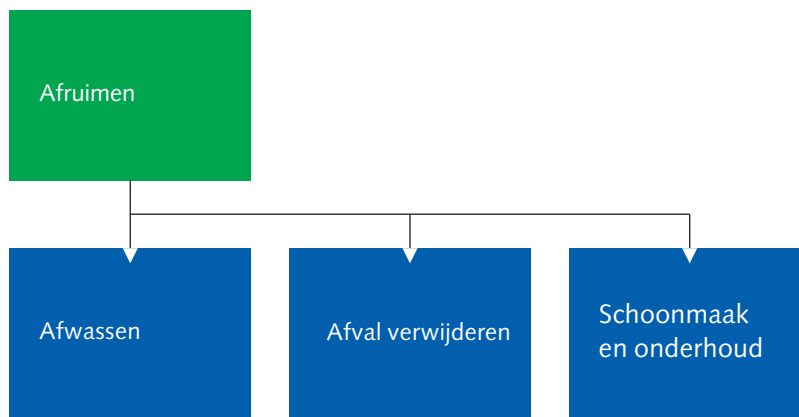 Afruimen
Afwassen
Afval verwijderen
Schoonmaak
en onderhoud